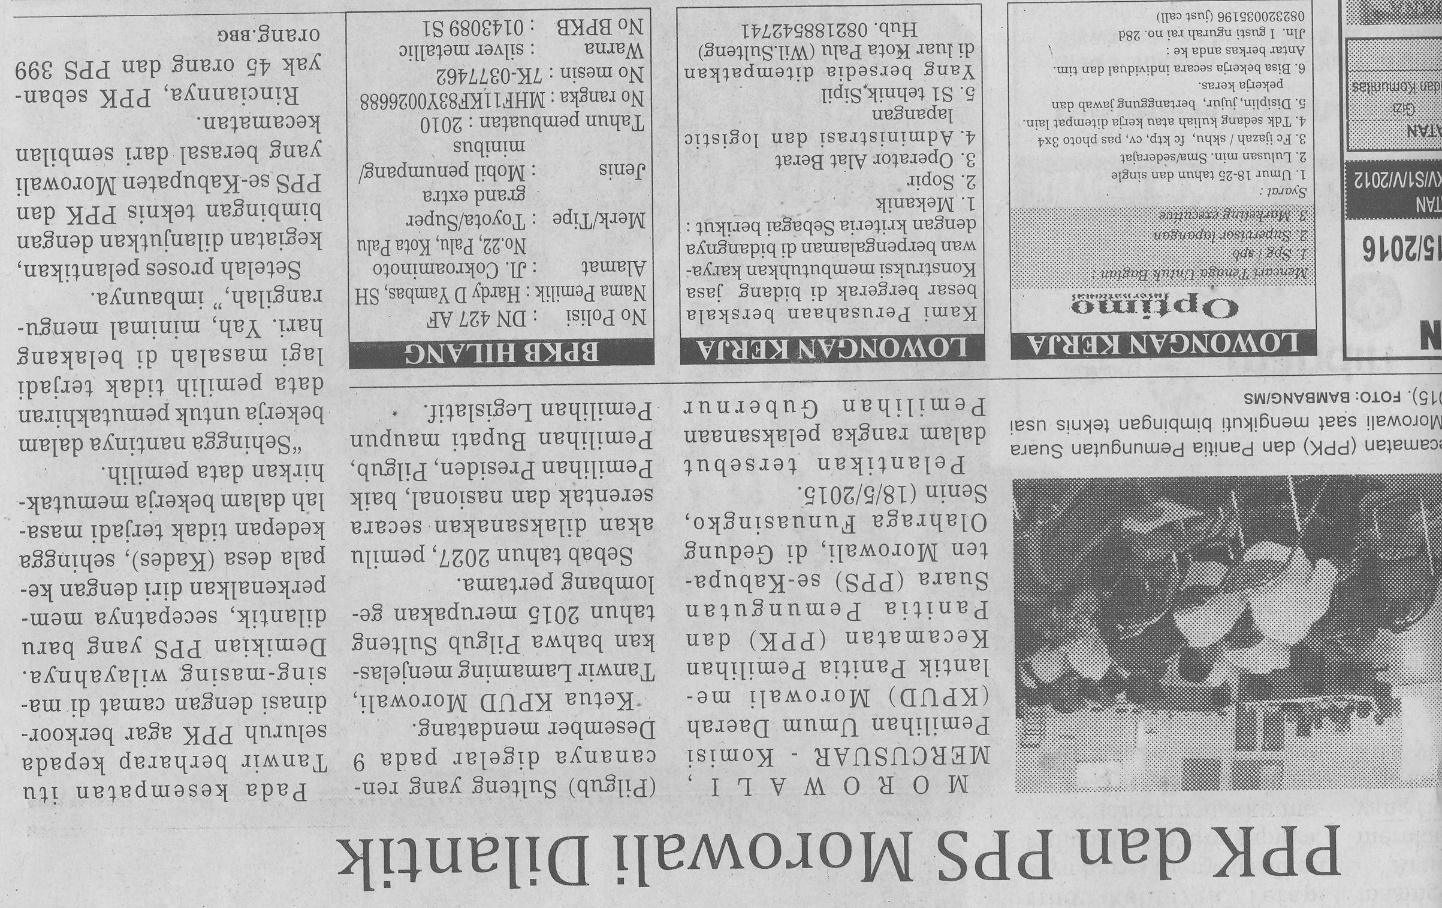 PPK dan PPS Morowali Dilantik
M O R O W A L I ,
MERCUSUAR - Komisi
Pemilihan Umum Daerah
(KPUD) Morowali me-
lantik Panitia Pemilihan
Kecamatan (PPK) dan
Panitia Pemungutan
Suara (PPS) se-Kabupa-
ten Morowali, di Gedung
Olahraga Funuasingko,
Senin (18/5/2015.
Pelantikan tersebut
dalam rangka pelaksanaan
Pemilihan Gubernur
(Pilgub) Sulteng yang ren-
cananya digelar pada 9
Desember mendatang.
Ketua KPUD Morowali,
Tanwir Lamaming menjelas-
kan bahwa Pilgub Sulteng
tahun 2015 merupakan ge-
lombang pertama.
Sebab tahun 2027, pemilu
akan dilaksanakan secara
serentak dan nasional, baik
Pemilihan Presiden, Pilgub,
Pemilihan Bupati maupun
Pemilihan Legislatif.
Pada kesempatan itu
Tanwir berharap kepada
seluruh PPK agar berkoor-
dinasi dengan camat di ma-
sing-masing wilayahnya.
Demikian PPS yang baru
dilantik, secepatnya mem-
perkenalkan diri dengan ke-
pala desa (Kades), sehingga
kedepan tidak terjadi masa-
lah dalam bekerja memutak-
hirkan data pemilih.
“Sehingga nantinya dalam
bekerja untuk pemutakhiran
data pemilih tidak terjadi
lagi masalah di belakang
hari. Yah, minimal mengu-
rangilah,” imbaunya.
Setelah proses pelantikan,
kegiatan dilanjutkan dengan
bimbingan teknis PPK dan
PPS se-Kabupaten Morowali
yang berasal dari sembilan
kecamatan.
Rinciannya, PPK seban-
yak 45 orang dan PPS 399
orang. BBG
ecamatan (PPK) dan Panitia Pemungutan Suara
Morowali saat mengikuti bimbingan teknis usai
015). FOTO: BAMBANG/MS
LOWONGAN KERJA
Optimo
International
Mencari Tenaga Untuk Bagian :
1. Spg / spb
2. Supervisor lapangan
3. Marketing executive
Syarat :
1. Umur 18-25 tahun dan single
2. Lulusan min. Sma/sederajat
3. Fc ijazah / skhu, fc ktp, cv, pas photo 3x4
4. Tdk sedang kuliah atau kerja ditempat lain.
5. Disiplin, jujur, bertanggung jawab dan
pekerja keras.
6. Bisa bekerja secara individual dan tim.
Antar berkas anda ke :
Jln. I gusti ngurah rai no. 28d
082320035196 (just call)
LOWONGAN KERJA
Kami Perusahaan berskala
besar bergerak di bidang jasa
Konstruksi membutuhkan karya-
wan berpengalaman di bidangnya
dengan kriteria Sebagai berikut :
1. Mekanik
2. Sopir
3. Operator Alat Berat
4. Administrasi dan logistic
lapangan
5. S1 tehnik,Sipil
Yang bersedia ditempatkan
di luar Kota Palu (Wil.Sulteng)
Hub. 082188542741
BPKB HILANG
No Polisi : DN 427 AF
Nama Pemilik : Hardy D Yambas, SH
Alamat : Jl. Cokroaminoto
No.22, Palu, Kota Palu
Merk/Tipe : Toyota/Super
grand extra
Jenis : Mobil penumpang/
minibus
Tahun pembuatan : 2010
No rangka : MHF11KF83Y0026688
No mesin : 7K-0377462
Warna : silver metallic
No BPKB : 0143089 S1
N
15/2016
TAN
XV/S1/V/2012
ATAN
Gizi
dan Komunitas